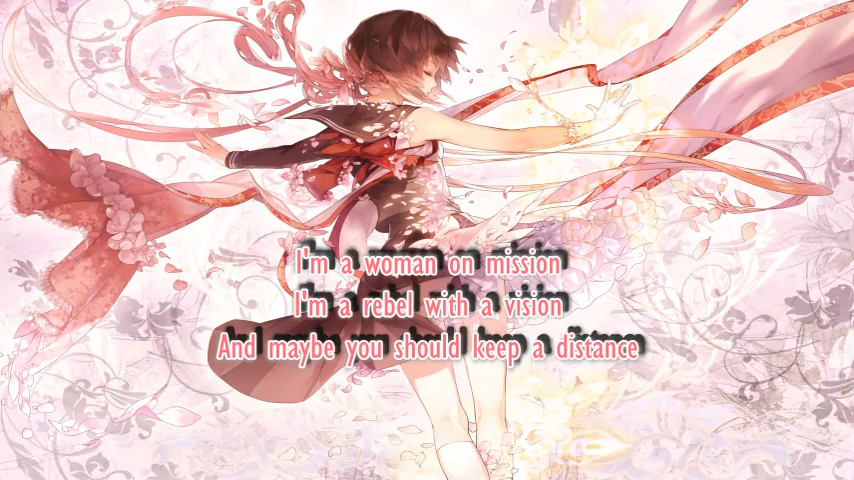 I'm a woman on mission
I'm a rebel with a vision
And maybe you should keep a distance